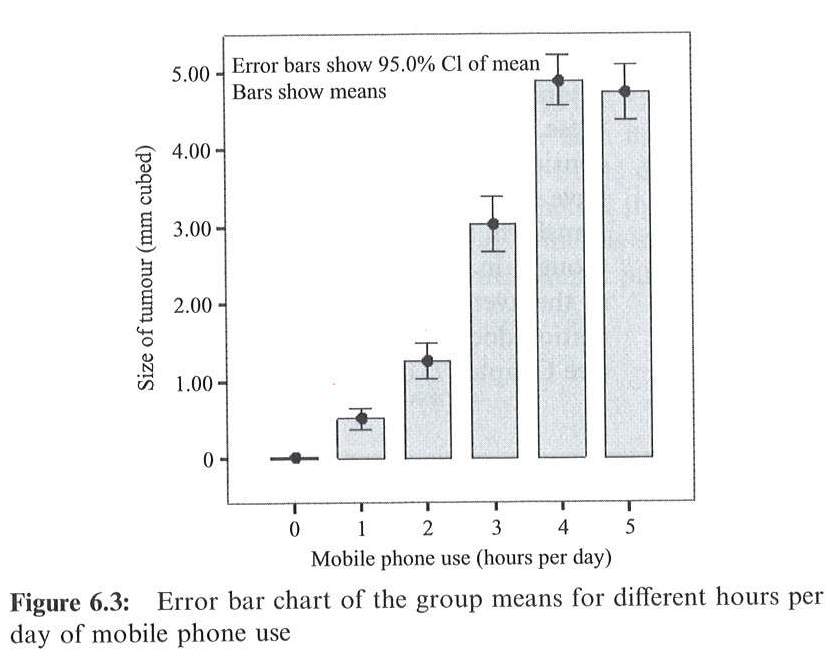 Error bars show 95.0% Cl of mean
Bars show means
5.00
4.00
3.00
2.00
1.00
0
Size of tumour (mm cubed)
0 1 2 3 4 5
Mobile phone use (hours per day)
Figure 6.3: Error bar chart of the group means for different hours per
day of mobile phone use